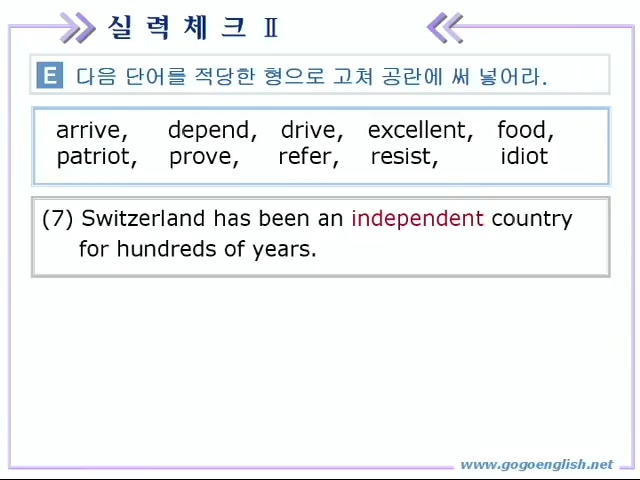 실 력 체 크 Ⅱ
E 다음 단어를 적당한 형으로 고쳐 공란에 써 넣어라.
arrive, depend, drive, excellent, food,
patriot, prove, refer, resist, idiot
(7) Switzerland has been an independent country
for hundreds of years.
www.gogoenglish.net